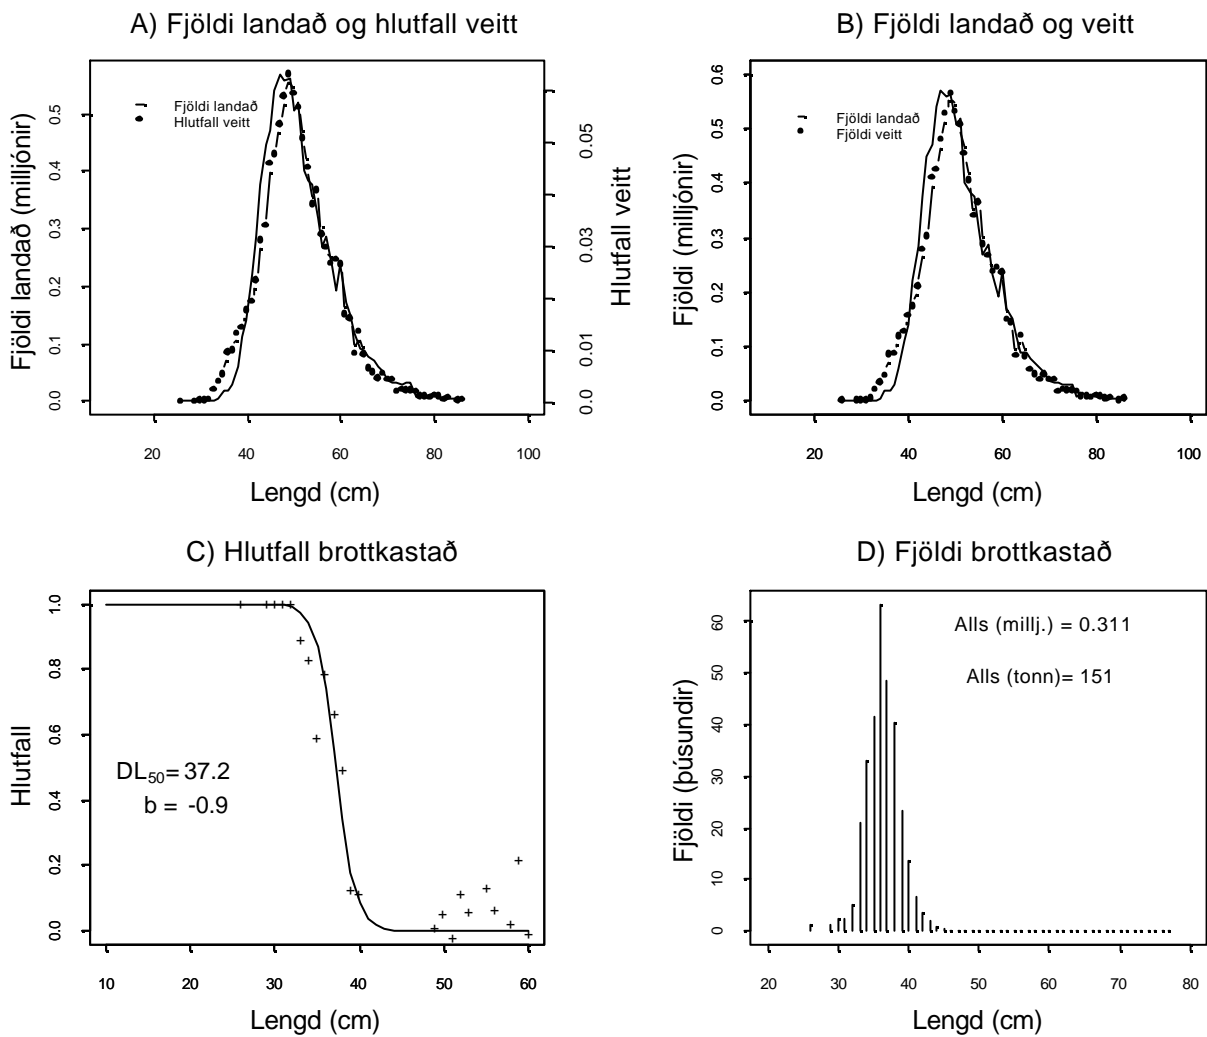 A) Fjöldi landað og hlutfall veitt
Fjöldi landað (milljónir)
0.0 0.1 0.2 0.3 0.4 0.5
Fjöldi landað
Hlutfall veitt
0.0 0.01 0.03 0.05
Hlutfall veitt
20 40 60 80 100
Lengd (cm)
B) Fjöldi landað og veitt
Fjöldi (milljónir)
0.0 0.1 0.2 0.3 0.4 0.5 0.6
Fjöldi landað
Fjöldi veitt
20 40 60 80 100
Lengd (cm)
C) Hlutfall brottkastað
Hlutfall
0.0 0.2 0.4 0.6 0.8 1.0
DL50= 37.2
b = -0.9
10 20 30 40 50 60
Lengd (cm)
D) Fjöldi brottkastað
Fjöldi (þúsundir)
0 10 20 30 40 50 60
Alls (millj.) = 0.311
Alls (tonn)= 151
20 30 40 50 60 70 80
Lengd (cm)